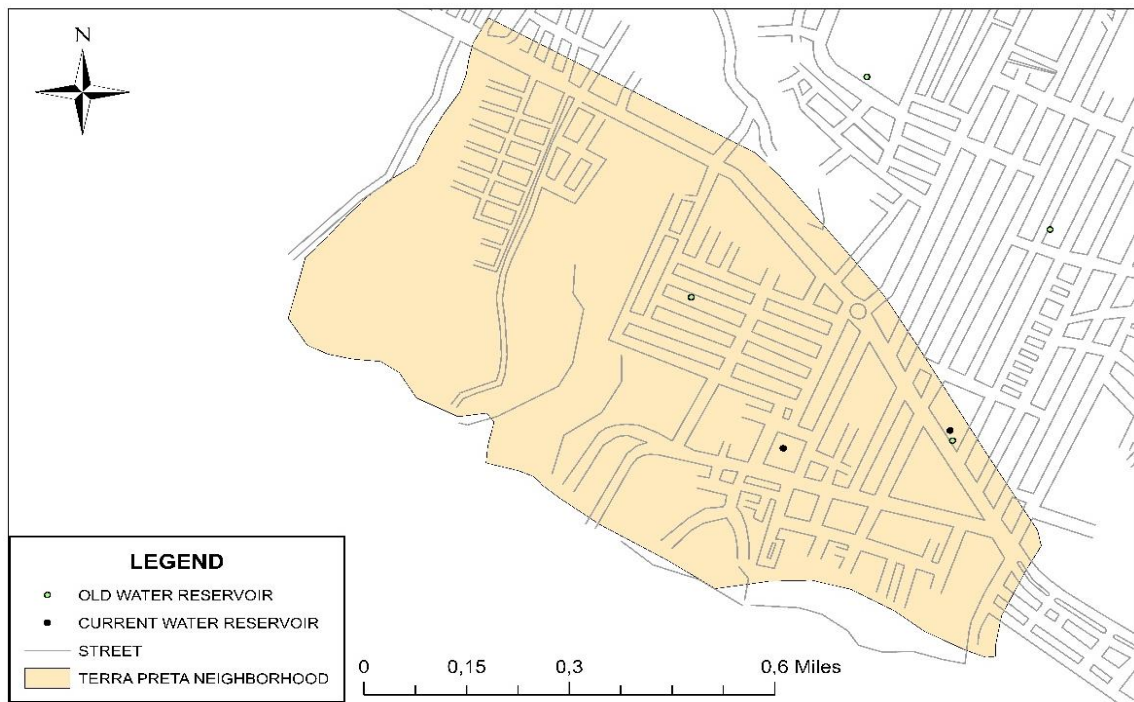 N
LEGEND
OLD WATER RESERVOIR
CURRENT WATER RESERVOIR
STREET
TERRA PRETA NEIGHBORHOOD
0 0,15 0,3 0,6 Miles